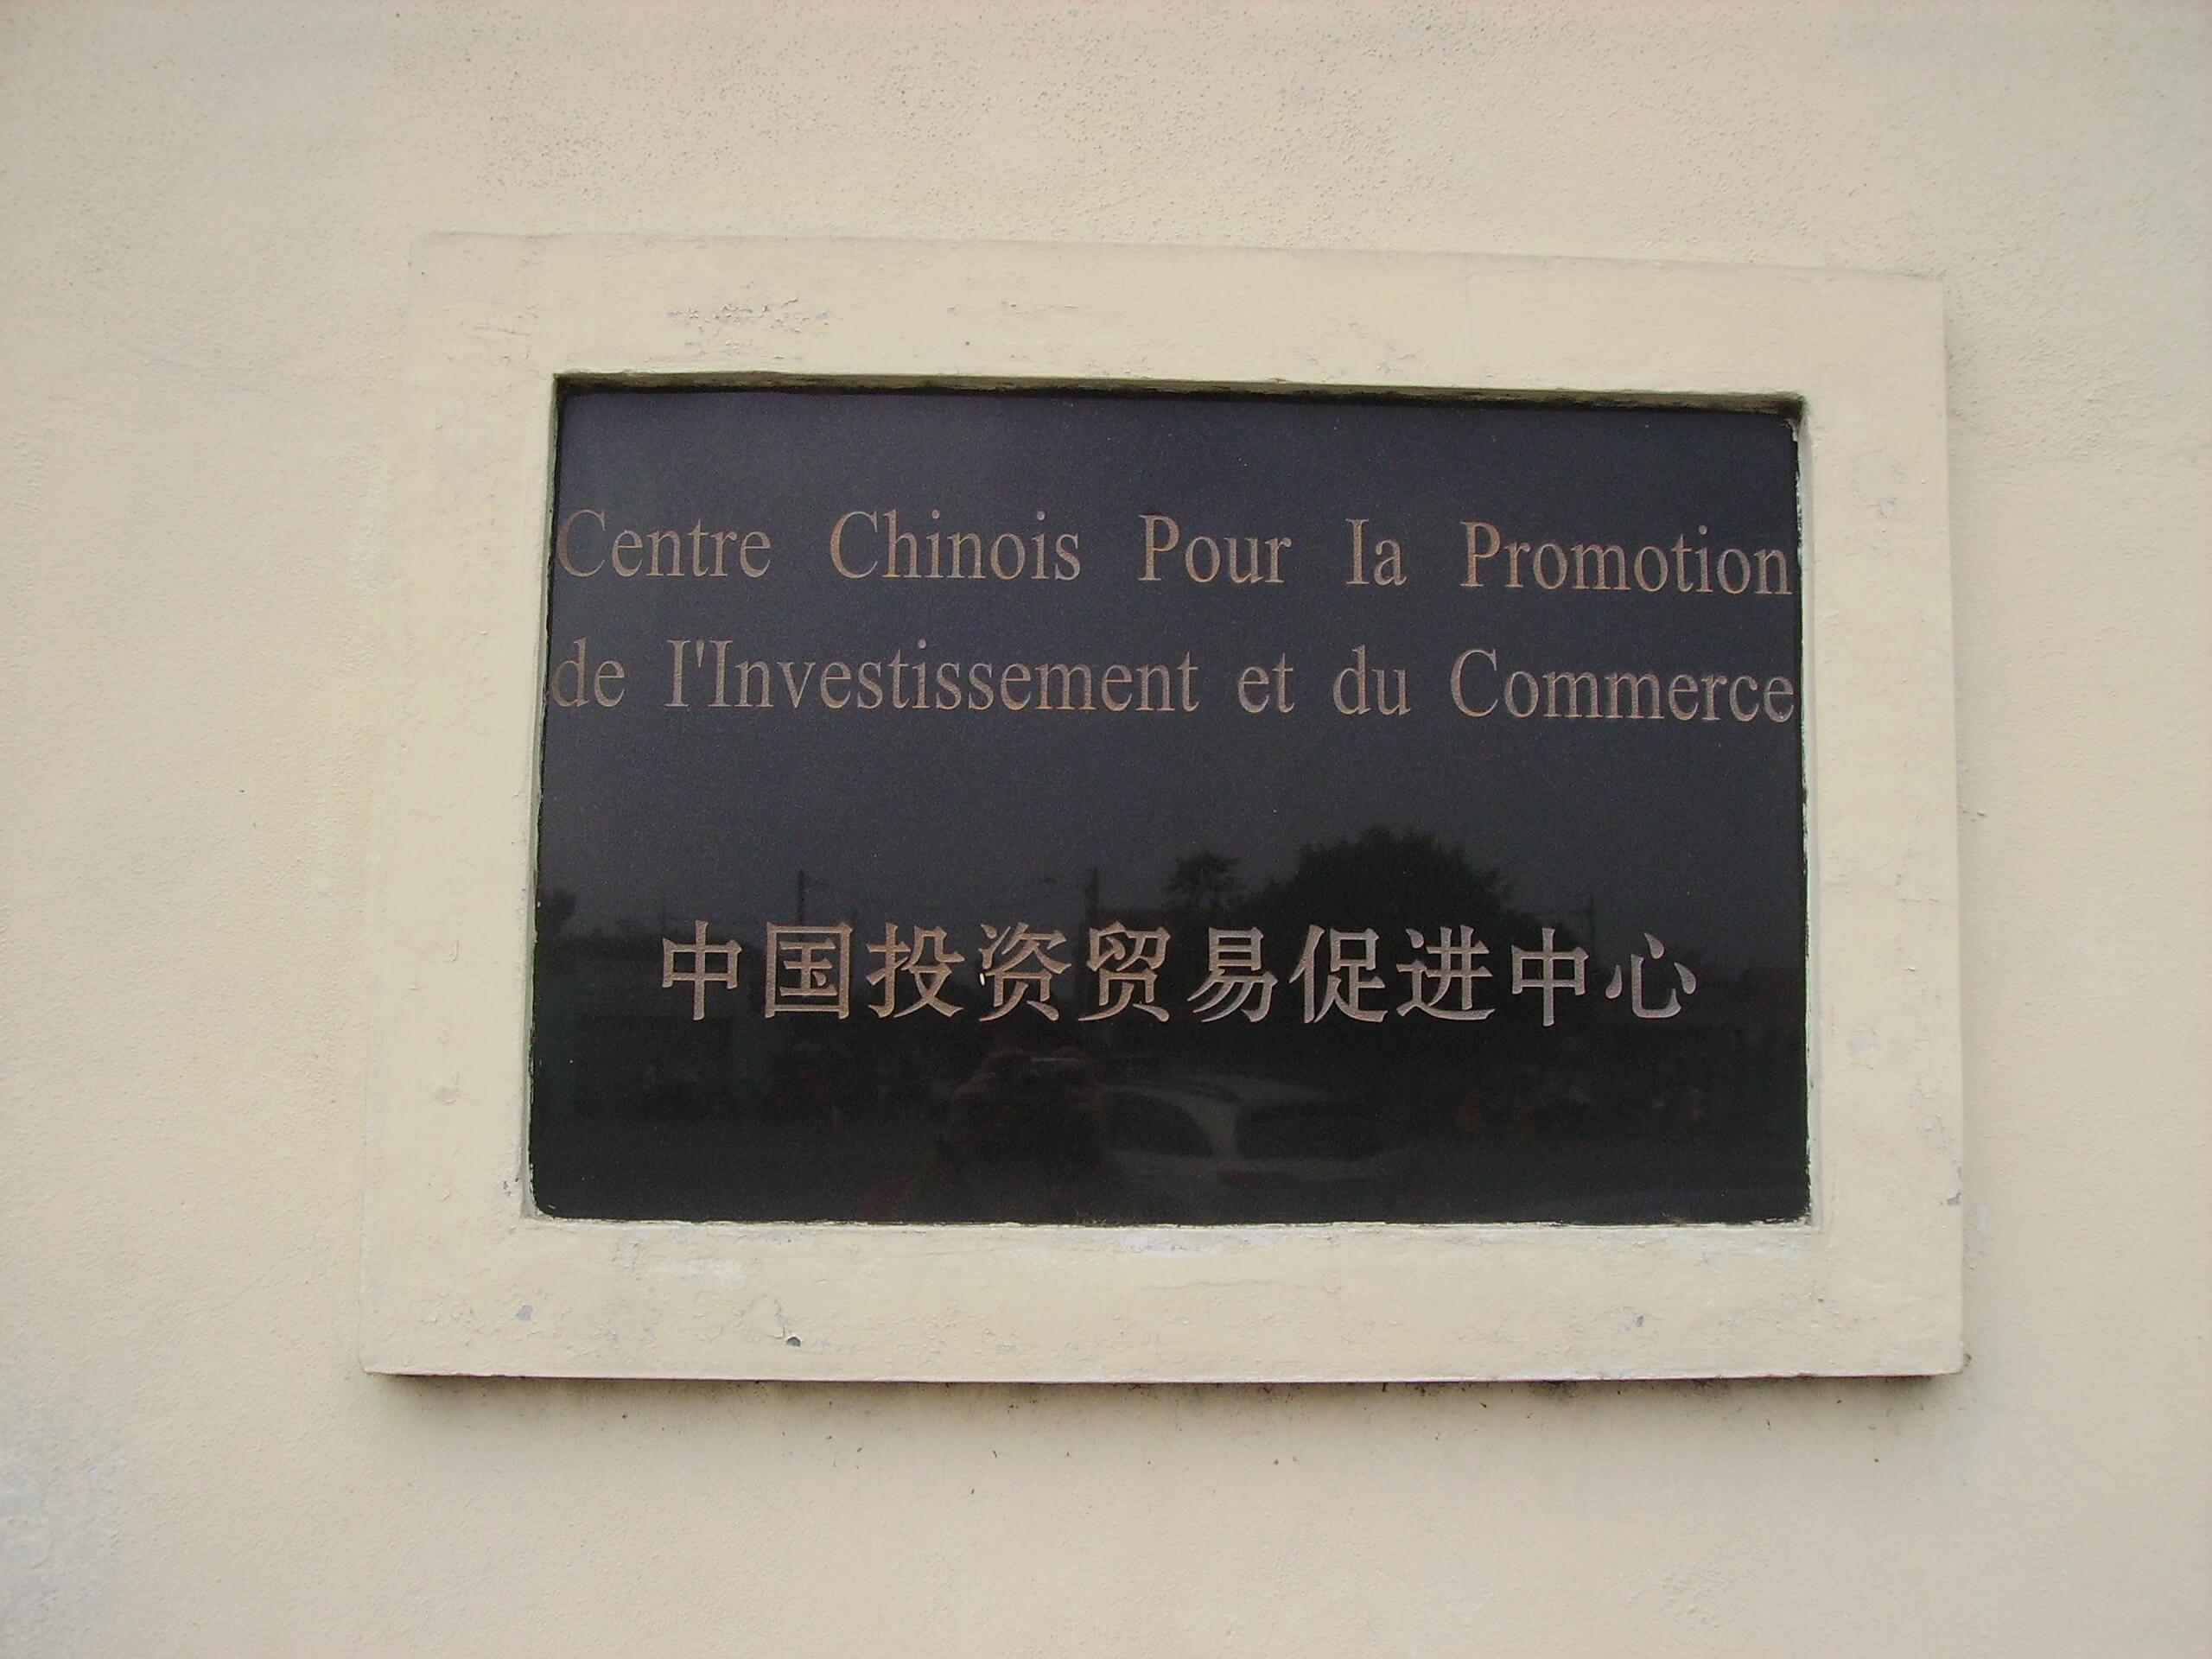 Centre Chinois Pour Ia Promotion
de I'Investissement et du Commerce
中国投资贸易促进中心